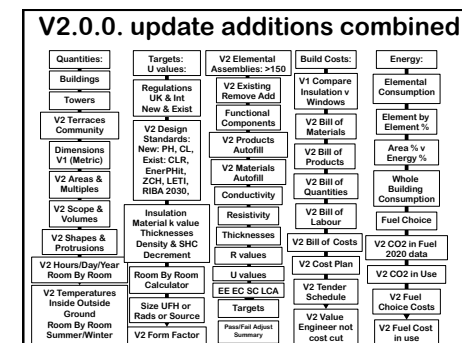 V2.0.0. update additions combined
Quantities:
Buildings
Towers
V2 Terraces
Community
Dimensions
V1 (Metric)
V2 Areas &
Multiples
V2 Scope &
Volumes
V2 Shapes &
Protrusions
V2 Hours/Day/Year
Room By Room
V2 Temperatures
Inside Outside
Ground
Room By Room
Summer/Winter
Targets:
U values:
Regulations
UK & Int
New & Exist
V2 Design
Standards:
New: PH, CL,
Exist: CLR,
EnerPHit,
ZCH, LETI,
RIBA 2030,
Insulation
Material k value
Thicknesses
Density & SHC
Decrement
Room By Room
Calculator
Size UFH or
Rads or Source
V2 Form Factor
V2 Elemental
Assemblies: >150
V2 Existing
Remove Add
Functional
Components
V2 Products
Autofill
V2 Materials
Autofill
Conductivity
Resistivity
Thicknesses
R values
U values
EE EC SC LCA
Targets
Pass/Fail Adjust
Summary
Build Costs:
V1 Compare
Insulation v
Windows
V2 Bill of
Materials
V2 Bill of
Products
V2 Bill of
Quantities
V2 Bill of
Labour
V2 Bill of Costs
V2 Cost Plan
V2 Tender
Schedule
V2 Value
Engineer not
cost cut
Energy:
Elemental
Consumption
Element by
Element %
Area % v
Energy %
Whole
Building
Consumption
Fuel Choice
V2 CO2 in Fuel
2020 data
V2 CO2 in Use
V2 Fuel
Choice Costs
V2 Fuel Cost
in use